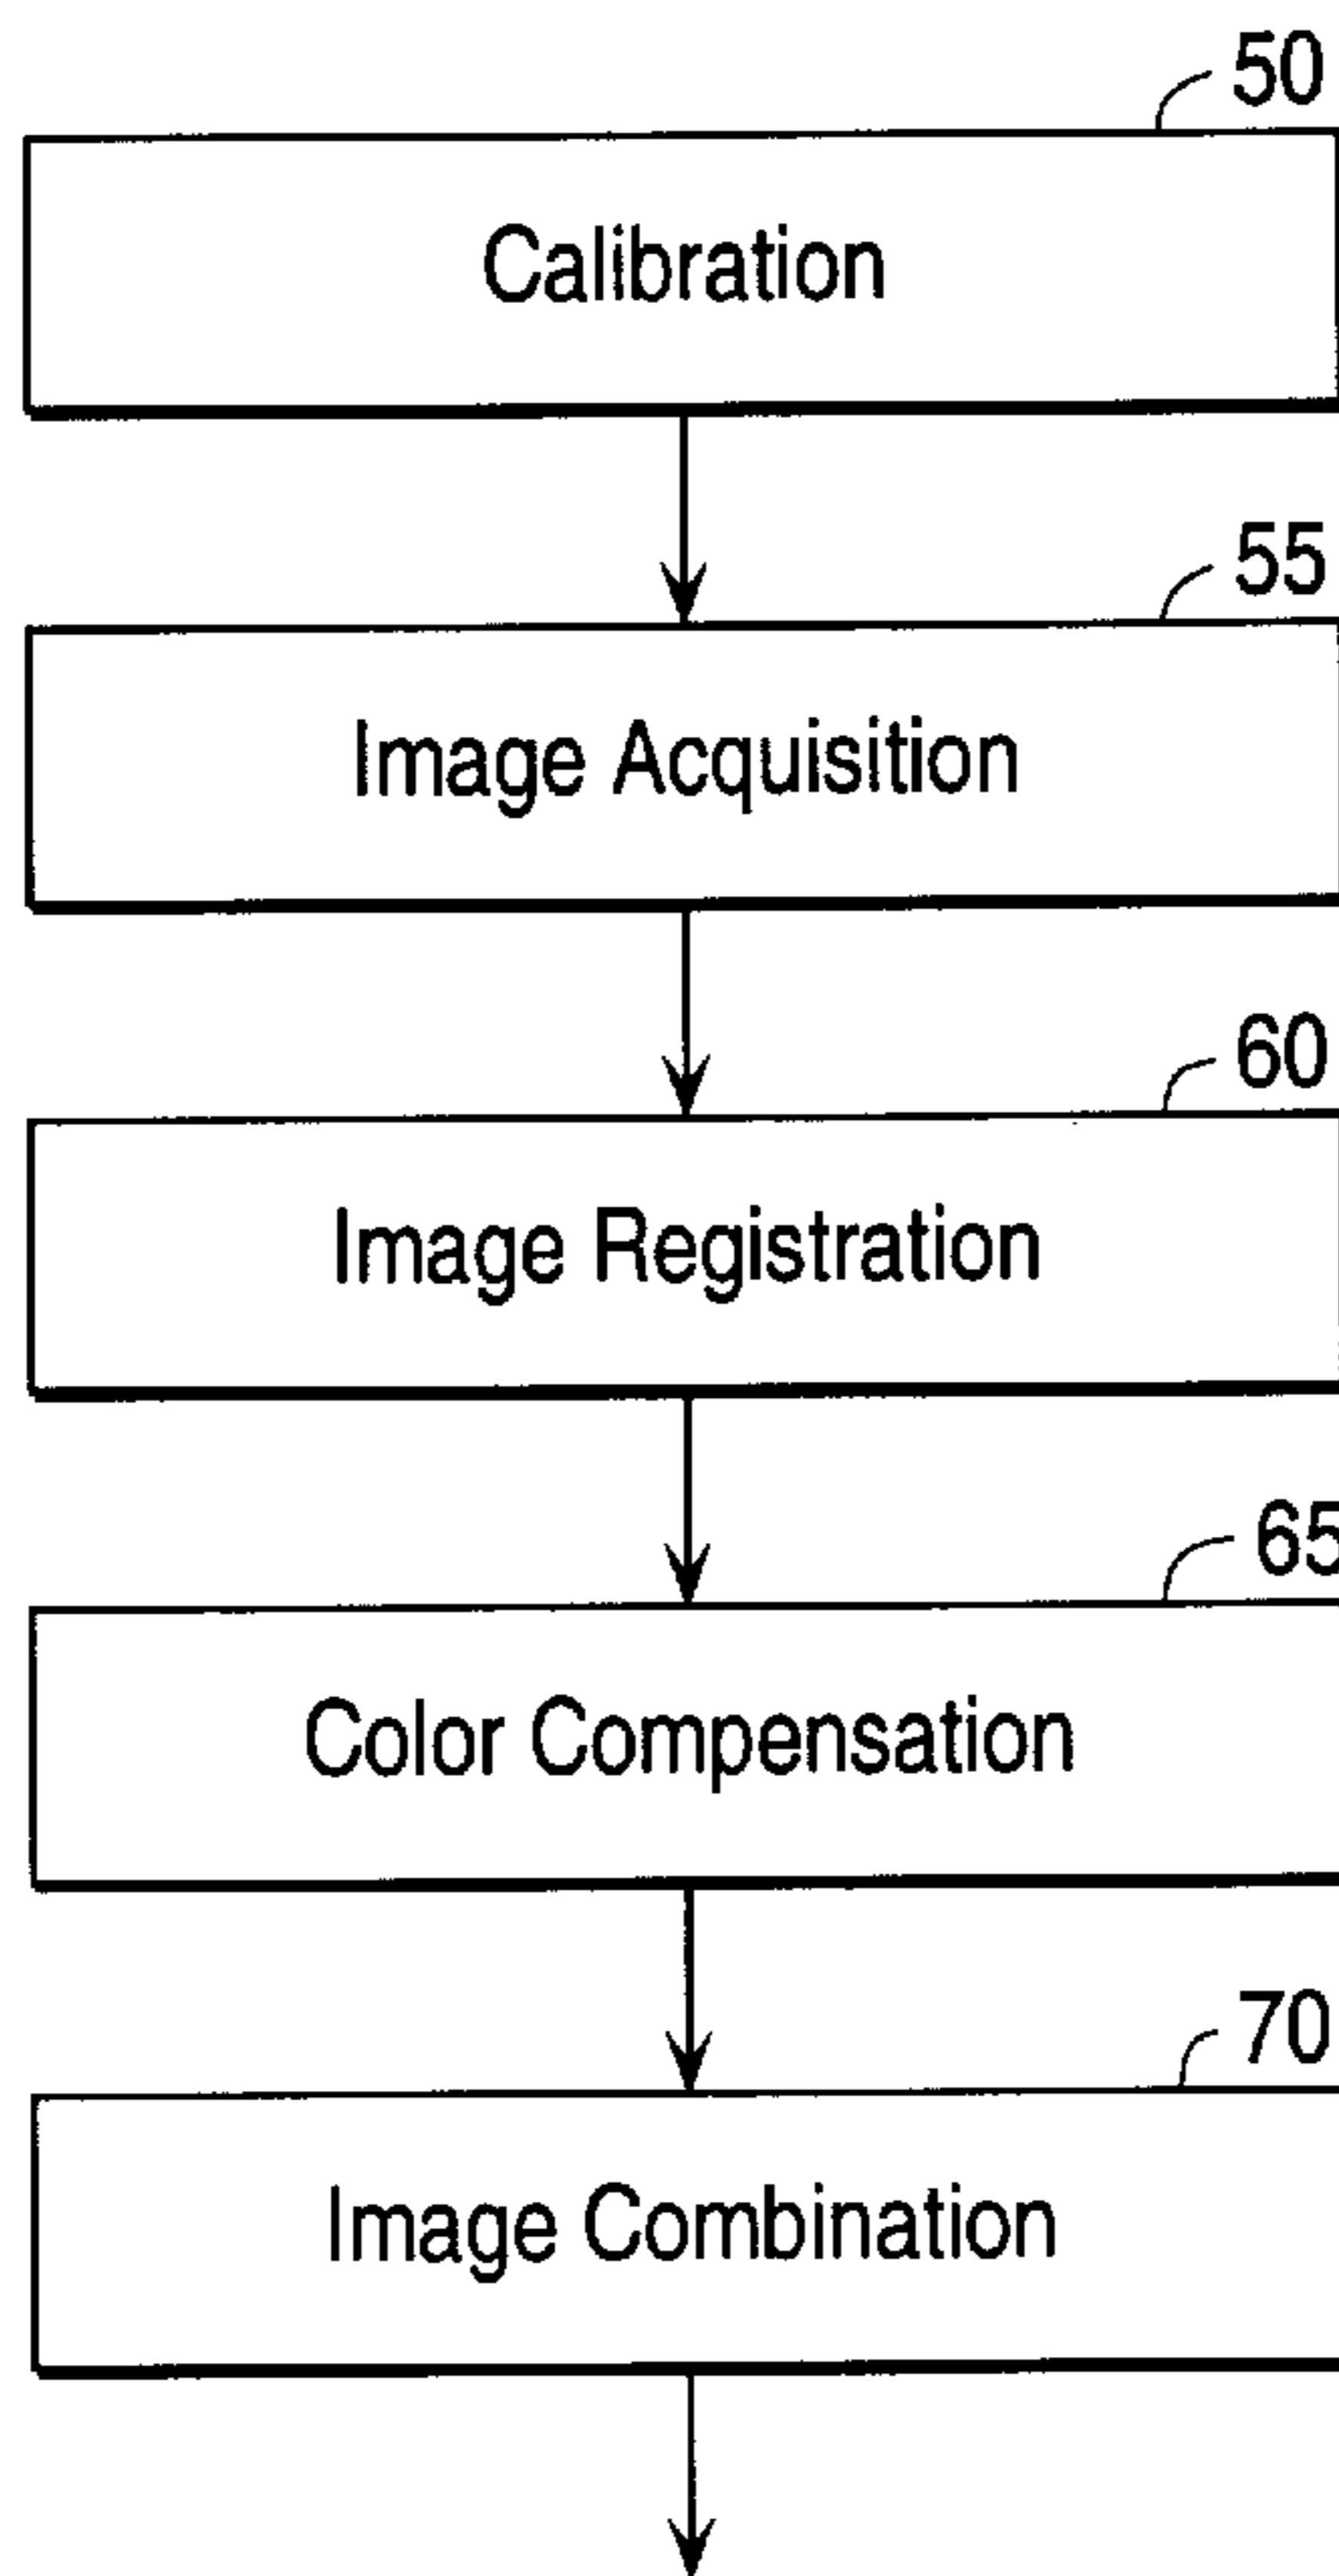 50
Calibration
55
Image Acquisition
60
Image Registration
65
Color Compensation
70
Image Combination